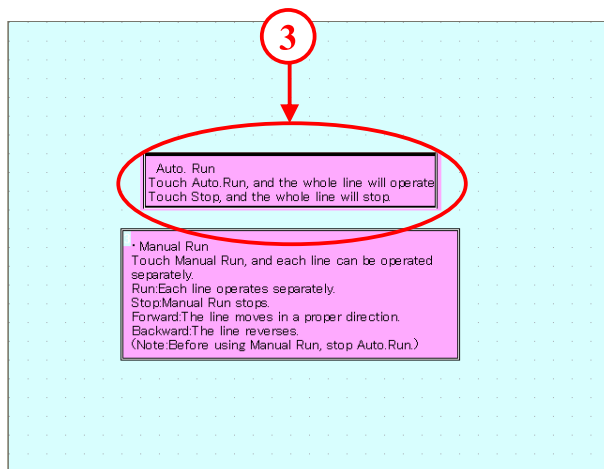 3
Auto. Run
Touch Auto.Run, and the whole line will operate
Touch Stop, and the whole line will stop.
・Manual Run
Touch Manual Run, and each line can be operated
separately.
Run:Each line operates separately.
Stop:Manual Run stops.
Forward:The line moves in a proper direction.
Backward:The line reverses.
(Note:Before using Manual Run, stop Auto.Run.)